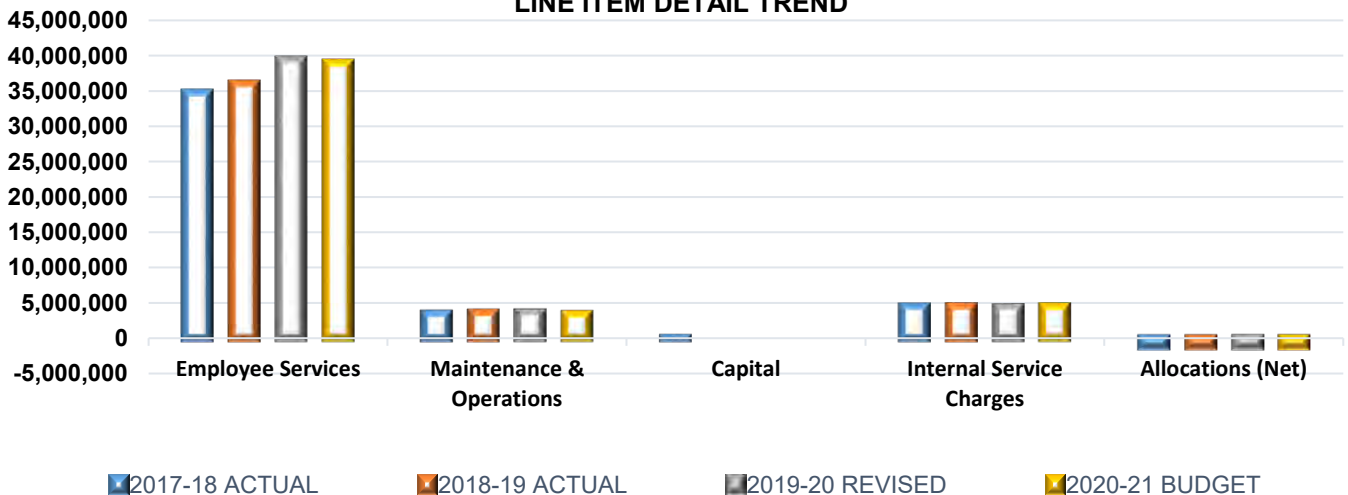 LINE ITEM DETAIL TREND
45,000,000
40,000,000
35,000,000
30,000,000
25,000,000
20,000,000
15,000,000
10,000,000
5,000,000
0
-5,000,000
Employee Services
Maintenance &
Operations
Capital
Internal Service
Charges
Allocations (Net)
2017-18 ACTUAL
2018-19 ACTUAL
2019-20 REVISED
2020-21 BUDGET